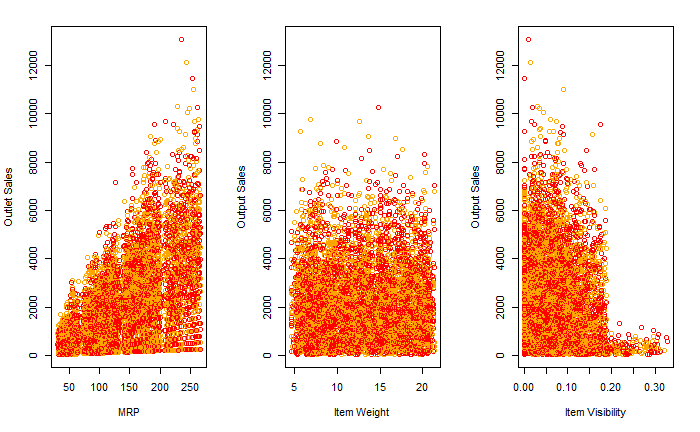 Outlet Sales
0 2000 4000 6000 8000 10000 12000
50 100 150 200 250
MRP
Output Sales
0 2000 4000 6000 8000 10000 12000
5 10 15 20
Item Weight
Output Sales
0 2000 4000 6000 8000 10000 12000
0.00 0.10 0.20 0.30
Item Visibility